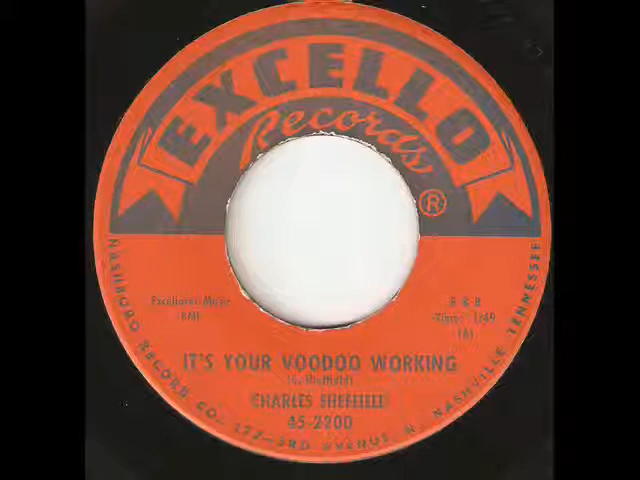 EXCELLO
Records
®
Excellorec Music
BMI
R & B
Time: 1:49
IT'S YOUR VOODOO WORKING
CHARLES SHEFFIELD
45-2200
NASHBORO RECORD CO., 177-3RD AVENUE N., NASHVILLE, TENNESSEE